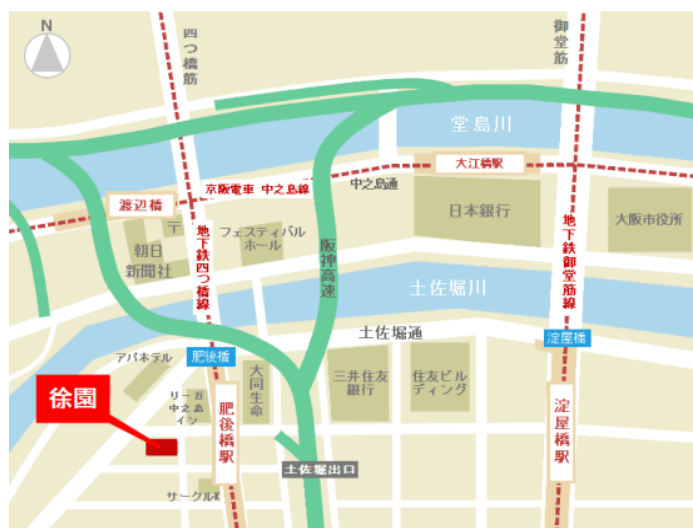 N
四つ橋筋
御堂筋
堂島川
大江橋駅
京阪電車 中之島線
中之島通
渡辺橋
〒
日本銀行
大阪市役所
フェスティバル
ホール
朝日
新聞社
地下鉄四つ橋線
阪神高速
地下鉄御堂筋線
土佐堀川
土佐堀通
淀屋橋
肥後橋
アパホテル
大同生命
三井住友
銀行
住友ビル
ディング
徐園
リーガ
中之島
イン
肥後橋駅
淀屋橋駅
土佐堀出口
サークルK